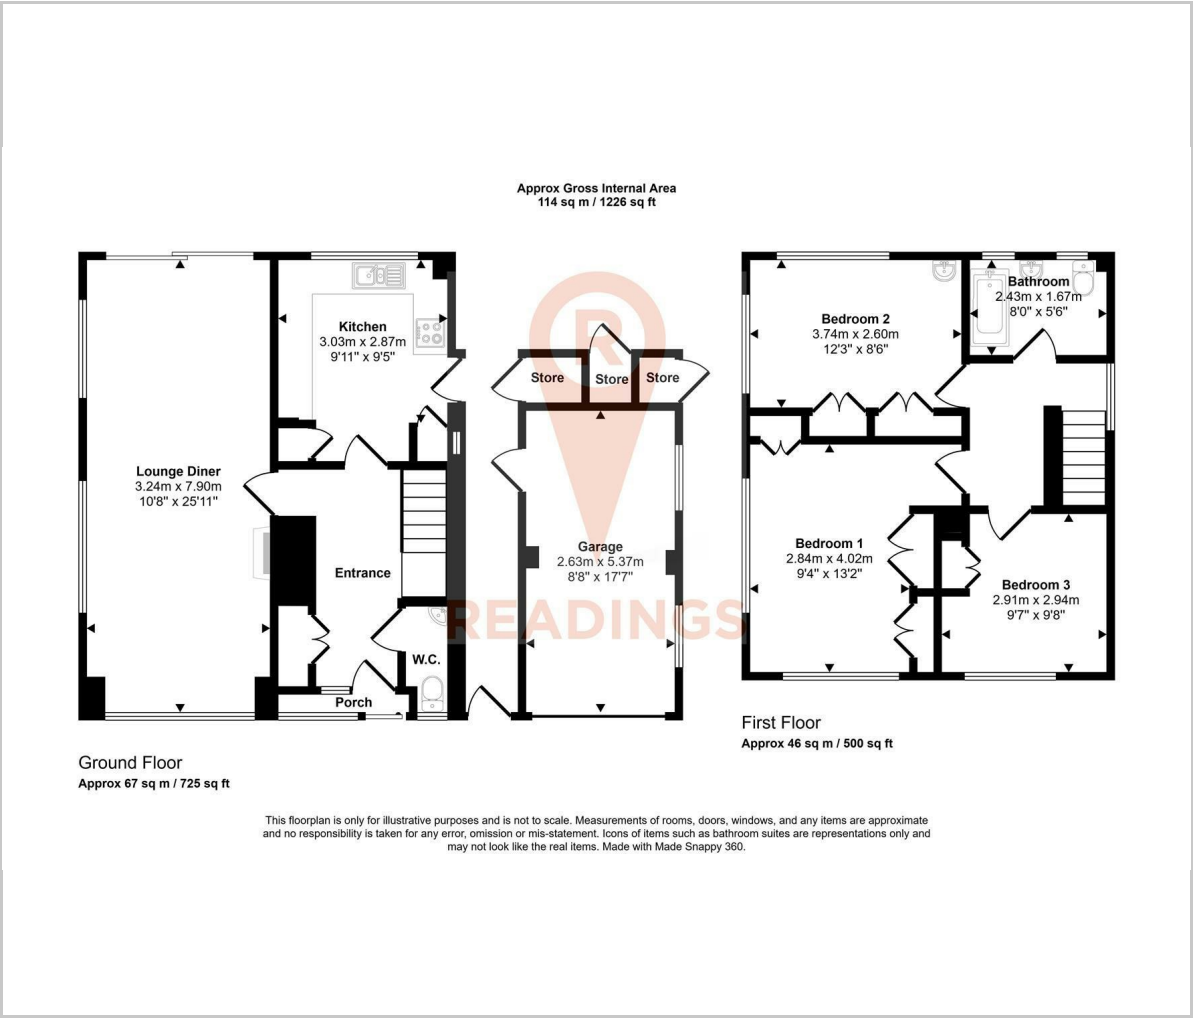 Approx Gross Internal Area
114 sq m / 1226 sq ft
Kitchen
3.03m x 2.87m
9'11" x 9'5"
Lounge Diner
3.24m x 7.90m
10'8" x 25'11"
Entrance
W.C.
Porch
Store
Store
Store
Garage
2.63m x 5.37m
8'8" x 17'7"
R
READINGS
Bedroom 2
3.74m x 2.60m
12'3" x 8'6"
Bathroom
2.43m x 1.67m
8'0" x 5'6"
Bedroom 1
2.84m x 4.02m
9'4" x 13'2"
Bedroom 3
2.91m x 2.94m
9'7" x 9'8"
First Floor
Approx 46 sq m / 500 sq ft
Ground Floor
Approx 67 sq m / 725 sq ft
This floorplan is only for illustrative purposes and is not to scale. Measurements of rooms, doors, windows, and any items are approximate
and no responsibility is taken for any error, omission or mis-statement. Icons of items such as bathroom suites are representations only and
may not look like the real items. Made with Made Snappy 360.